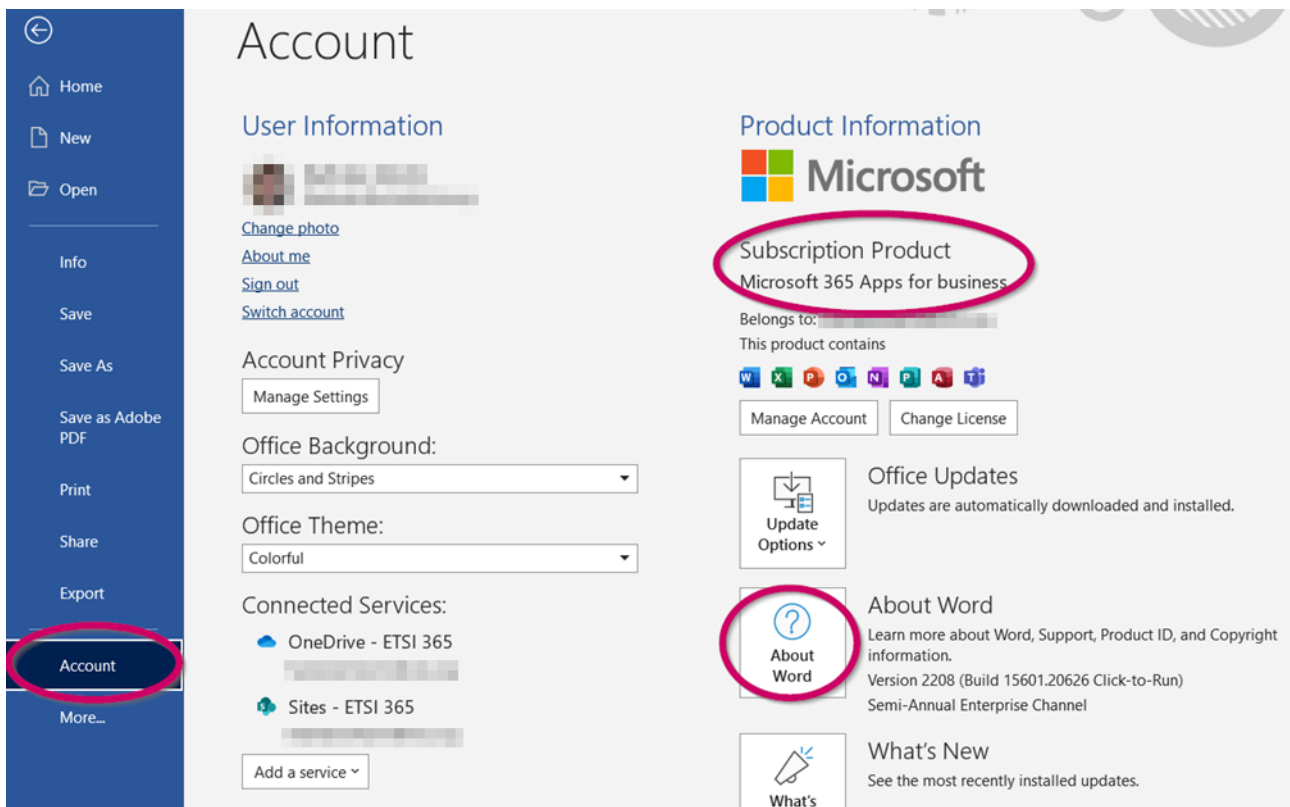 Account
Home
New
Open
Info
Save
Save As
Save as Adobe
PDF
Print
Share
Export
Account
More...
User Information
Change photo
About me
Sign out
Switch account
Account Privacy
Manage Settings
Office Background:
Circles and Stripes
Office Theme:
Colorful
Connected Services:
OneDrive - ETSI 365
Sites - ETSI 365
Add a service
Product Information
Microsoft
Subscription Product
Microsoft 365 Apps for business
Belongs to:
This product contains
Manage Account
Change License
Update
Options
Office Updates
Updates are automatically downloaded and installed.
About
Word
About Word
Learn more about Word, Support, Product ID, and Copyright
information.
Version 2208 (Build 15601.20626 Click-to-Run)
Semi-Annual Enterprise Channel
What's
What's New
See the most recently installed updates.